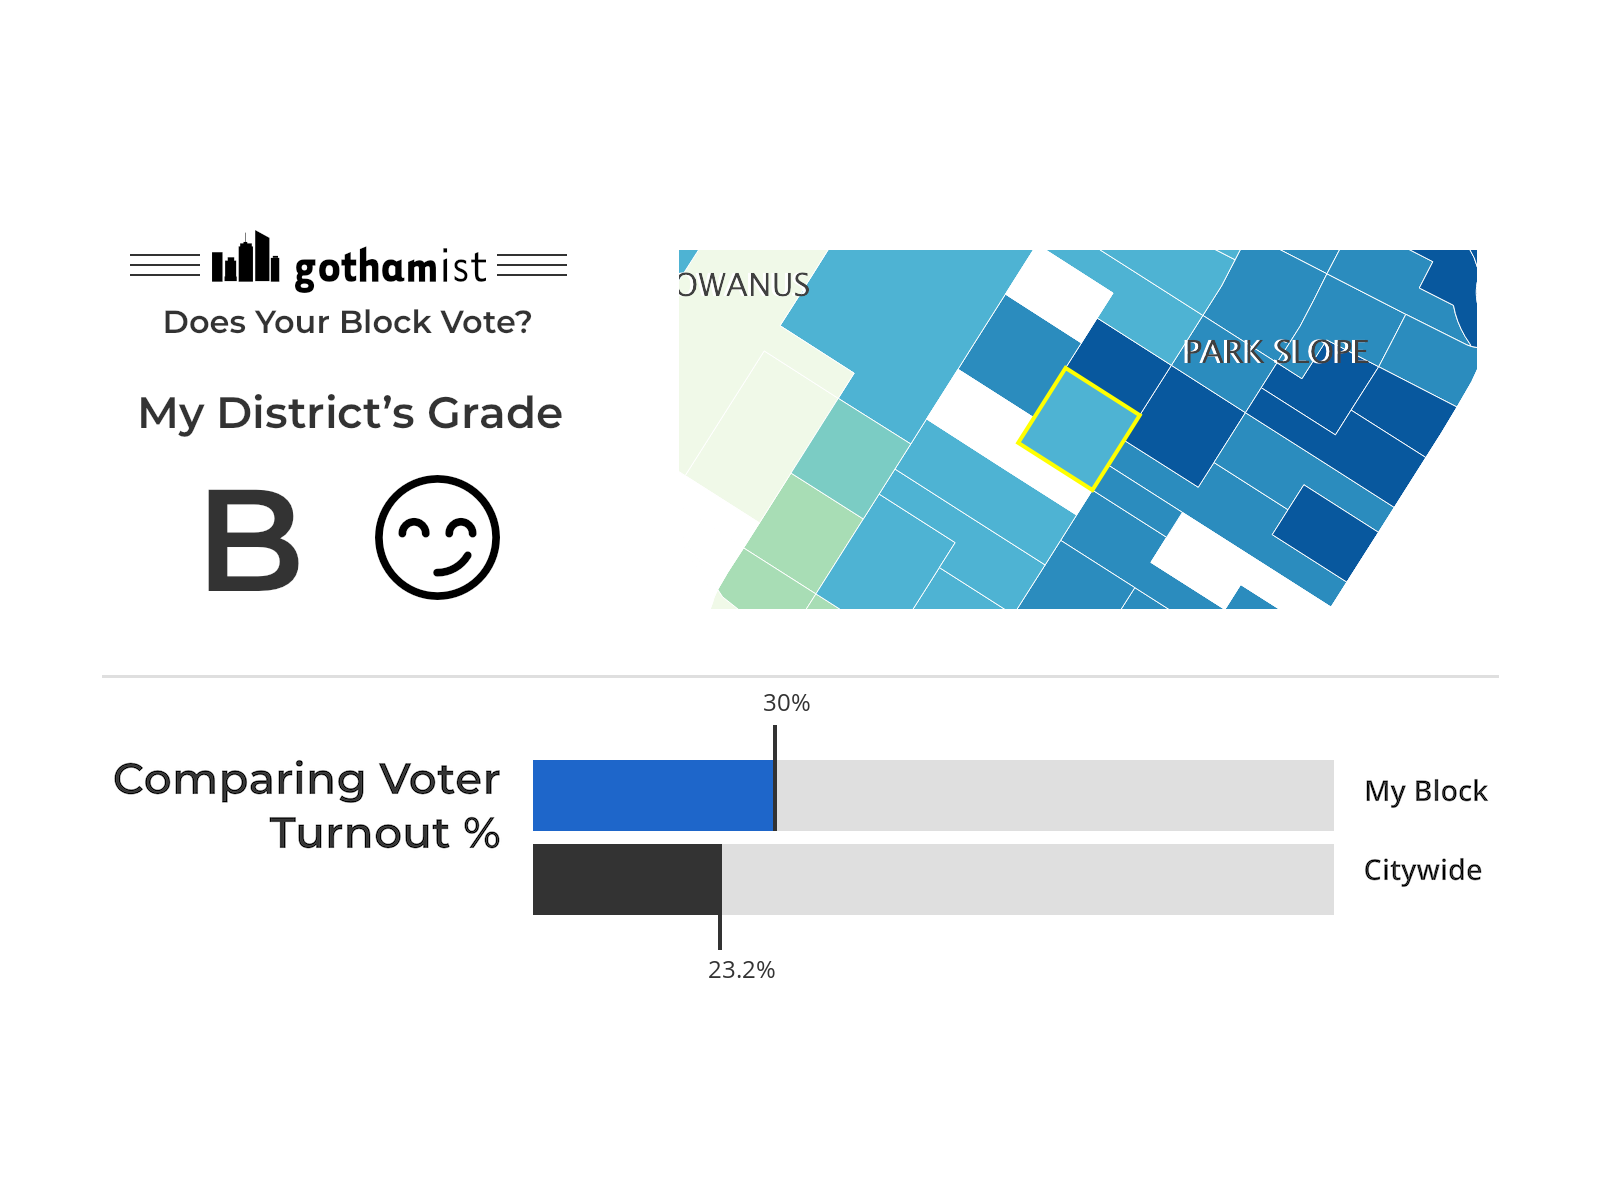 gothamist
Does Your Block Vote?
My District's Grade
B
OWANUS
PARK SLOPE
30%
Comparing Voter
Turnout %
My Block
Citywide
23.2%